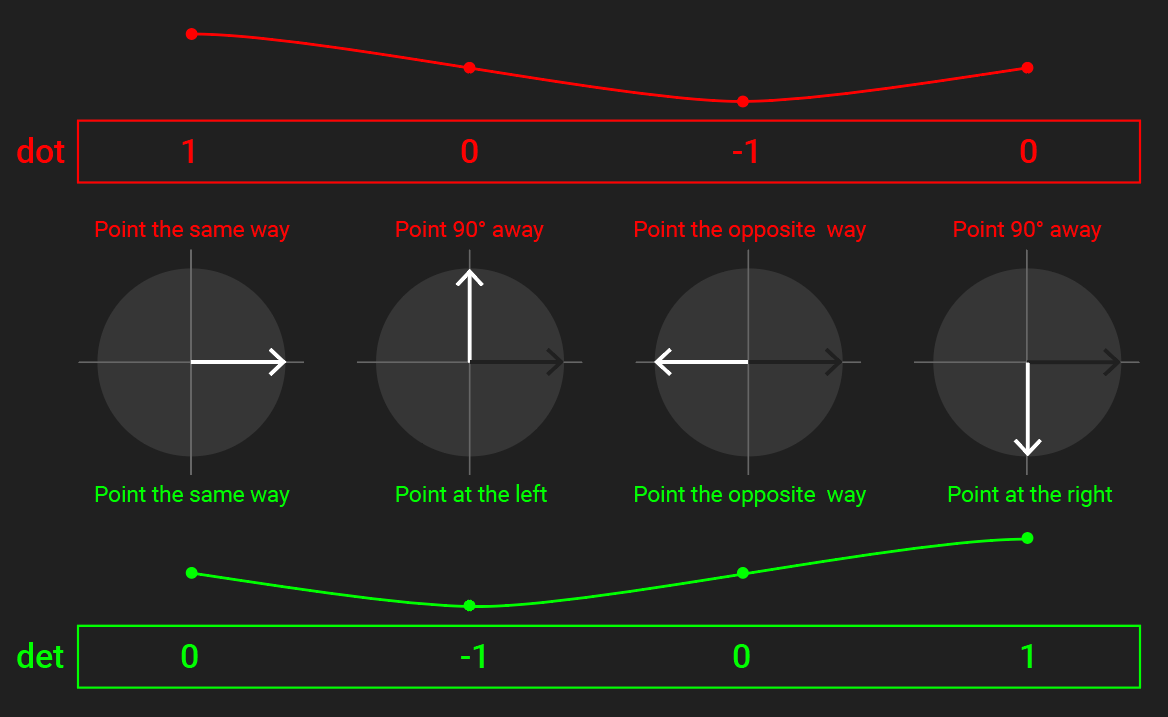 dot 1 0 -1 0
Point the same way Point 90° away Point the opposite way Point 90° away
Point the same way Point at the left Point the opposite way Point at the right
det 0 -1 0 1